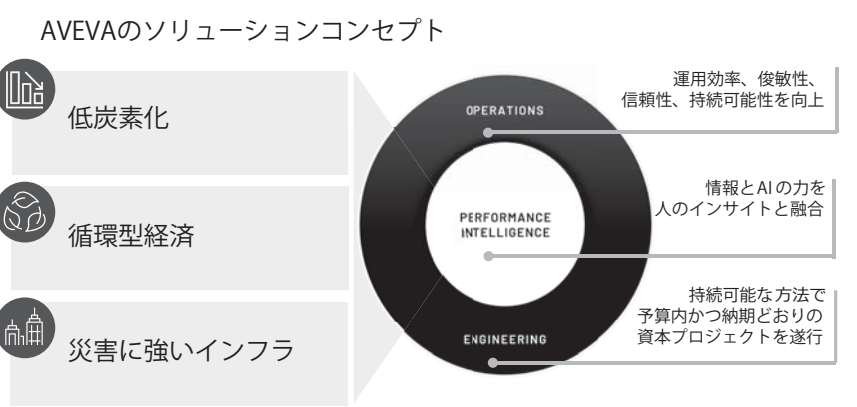 AVEVAのソリューションコンセプト
低炭素化
循環型経済
災害に強いインフラ
OPERATIONS
PERFORMANCE
INTELLIGENCE
ENGINEERING
運用効率、俊敏性、
信頼性、持続可能性を向上
情報とAIの力を
人のインサイトと融合
持続可能な方法で
予算内かつ納期どおりの
資本プロジェクトを遂行